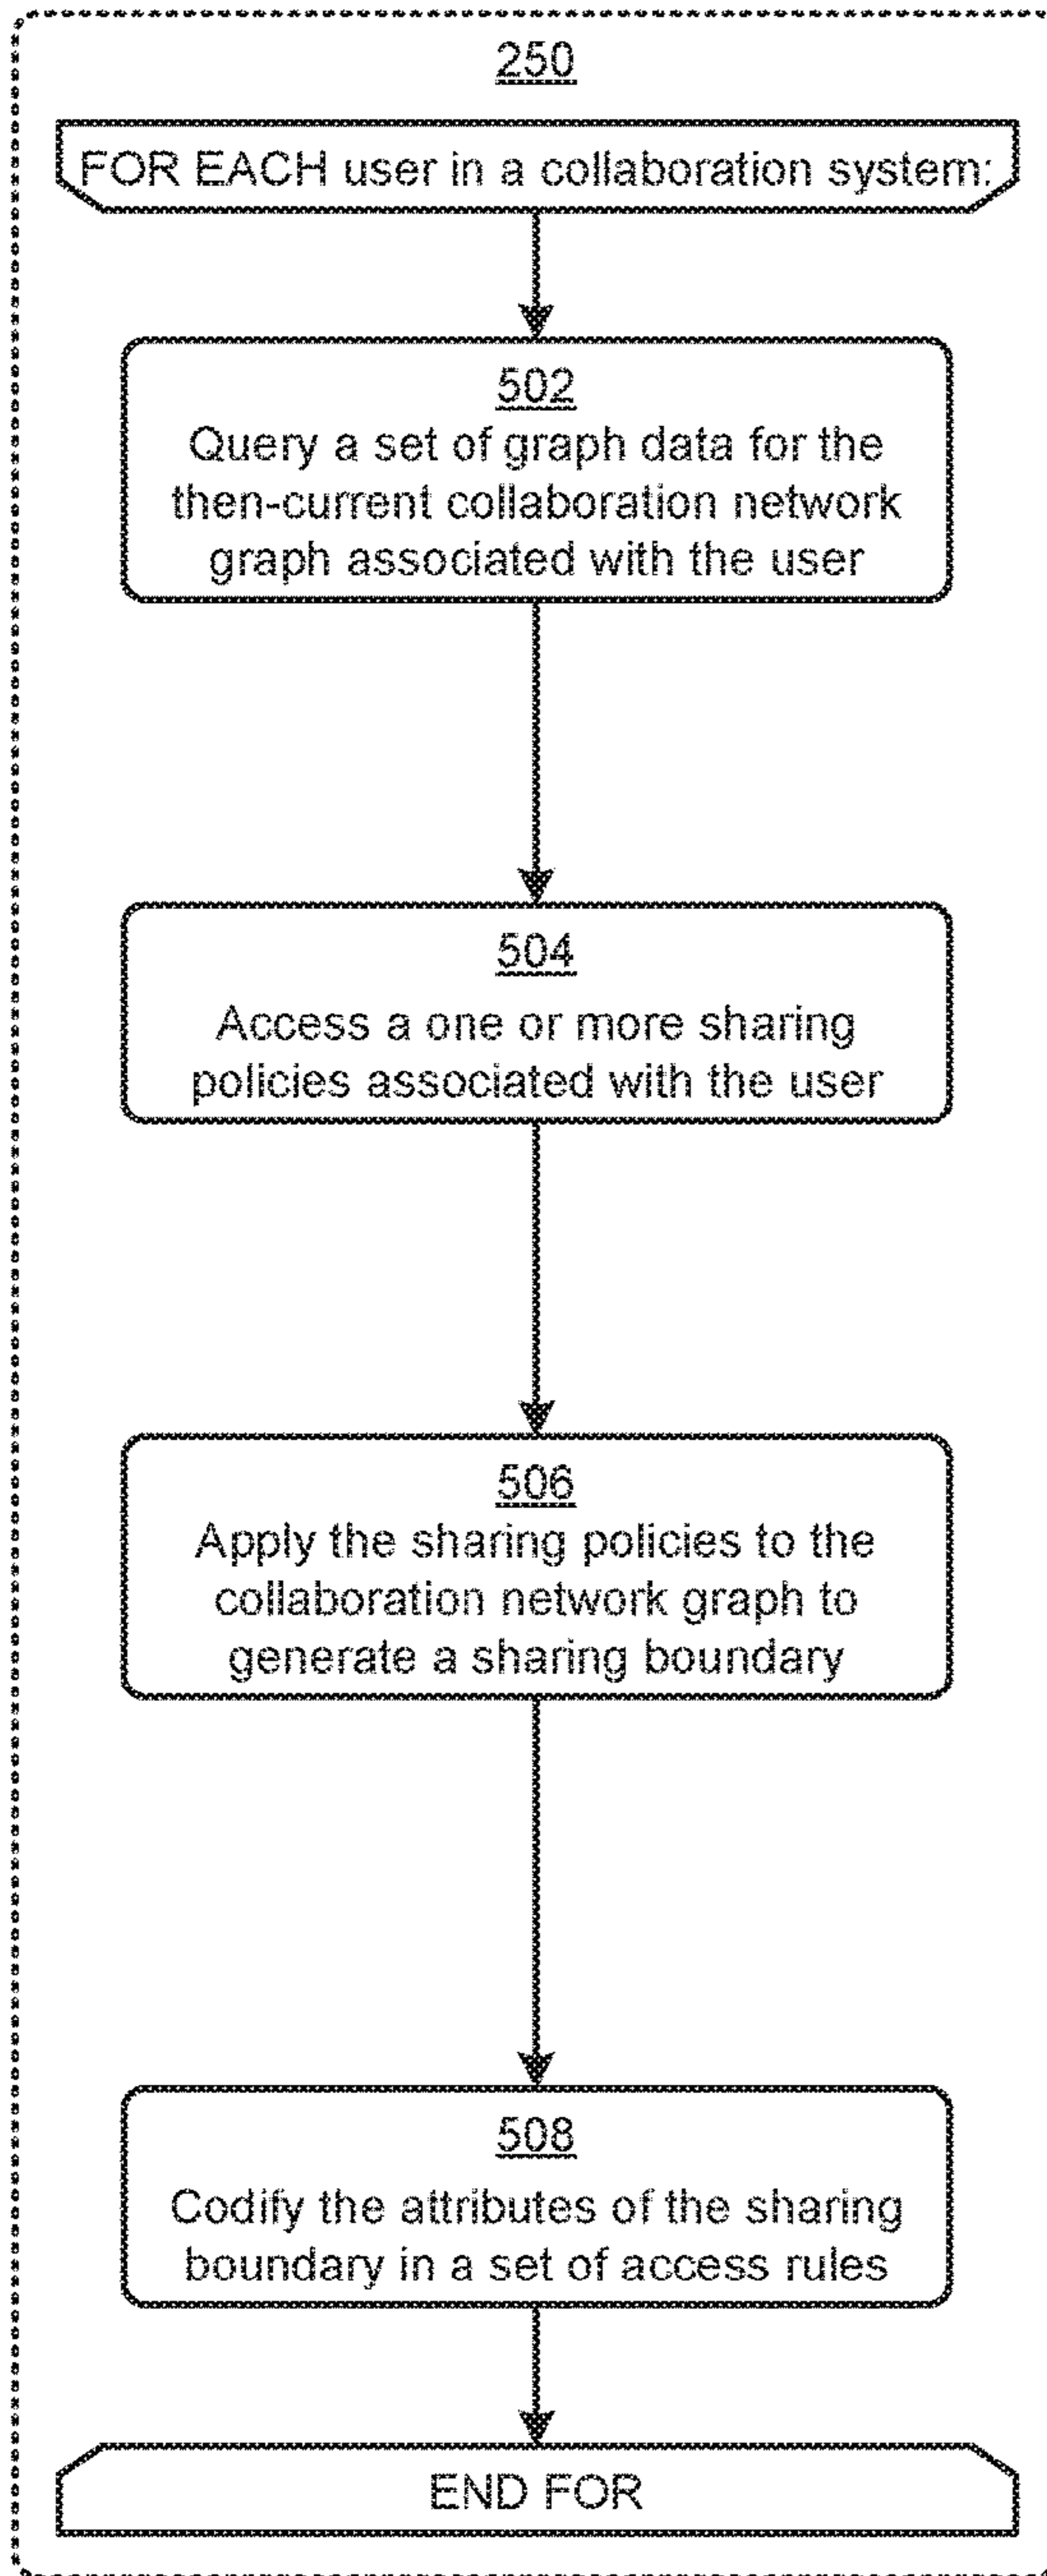 250
FOR EACH user in a collaboration system:
502
Query a set of graph data for the
then-current collaboration network
graph associated with the user
504
Access a one or more sharing
policies associated with the user
506
Apply the sharing policies to the
collaboration network graph to
generate a sharing boundary
508
Codify the attributes of the sharing
boundary in a set of access rules
END FOR